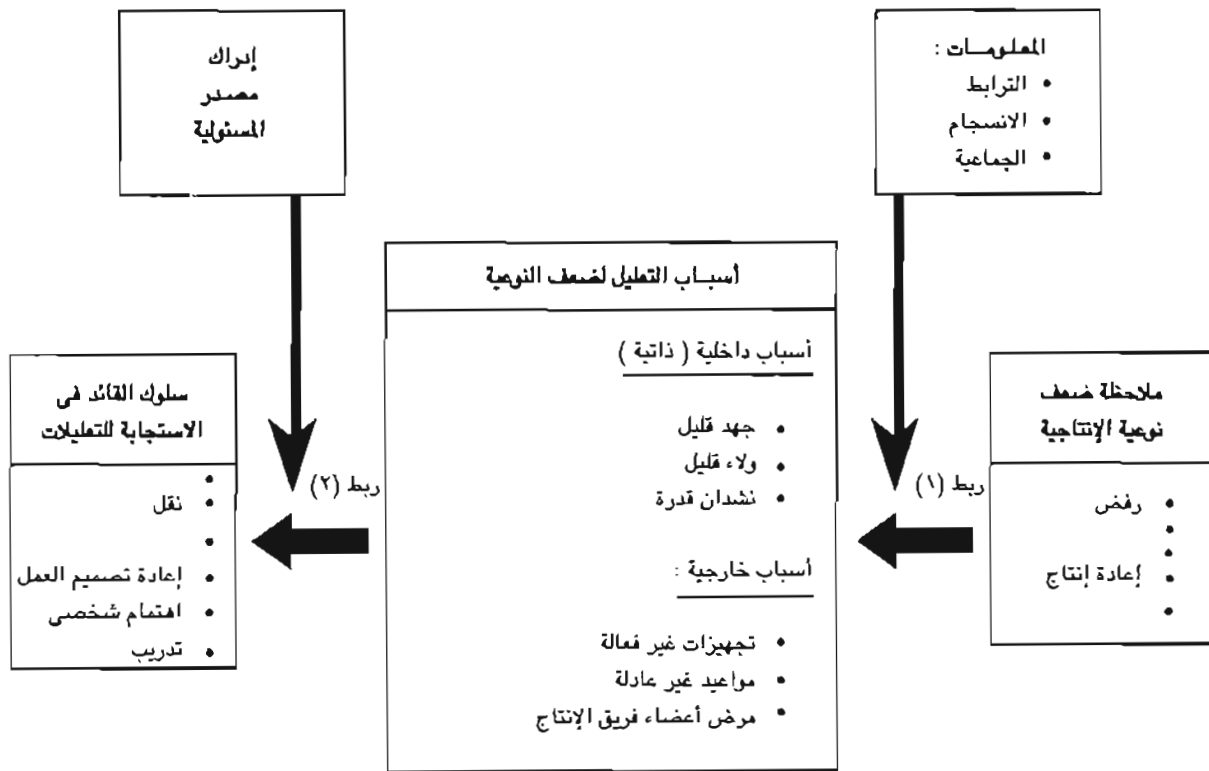 المعلومــات :
• الترابط
• الانسجام
• الجماعية
إدراك
مصدر
المسئولية
ملاحظة ضعف
نوعية الإنتاجية
• رفض
•
•
• إعادة إنتاج
•
ربط (١)
أسبــاب التعليل لضعف النوعية
أسباب داخلية ( ذاتية )
• جهد قليل
• ولاء قليل
• نشدان قدرة
أسباب خارجية :
• تجهيزات غير فعالة
• مواعيد غير عادلة
• مرض أعضاء فريق الإنتاج
ربط (٢)
سلوك القائد فى
الاستجابة للتعليلات
•
• نقل
•
• إعادة تصميم العمل
• اهتمام شخصى
• تدريب